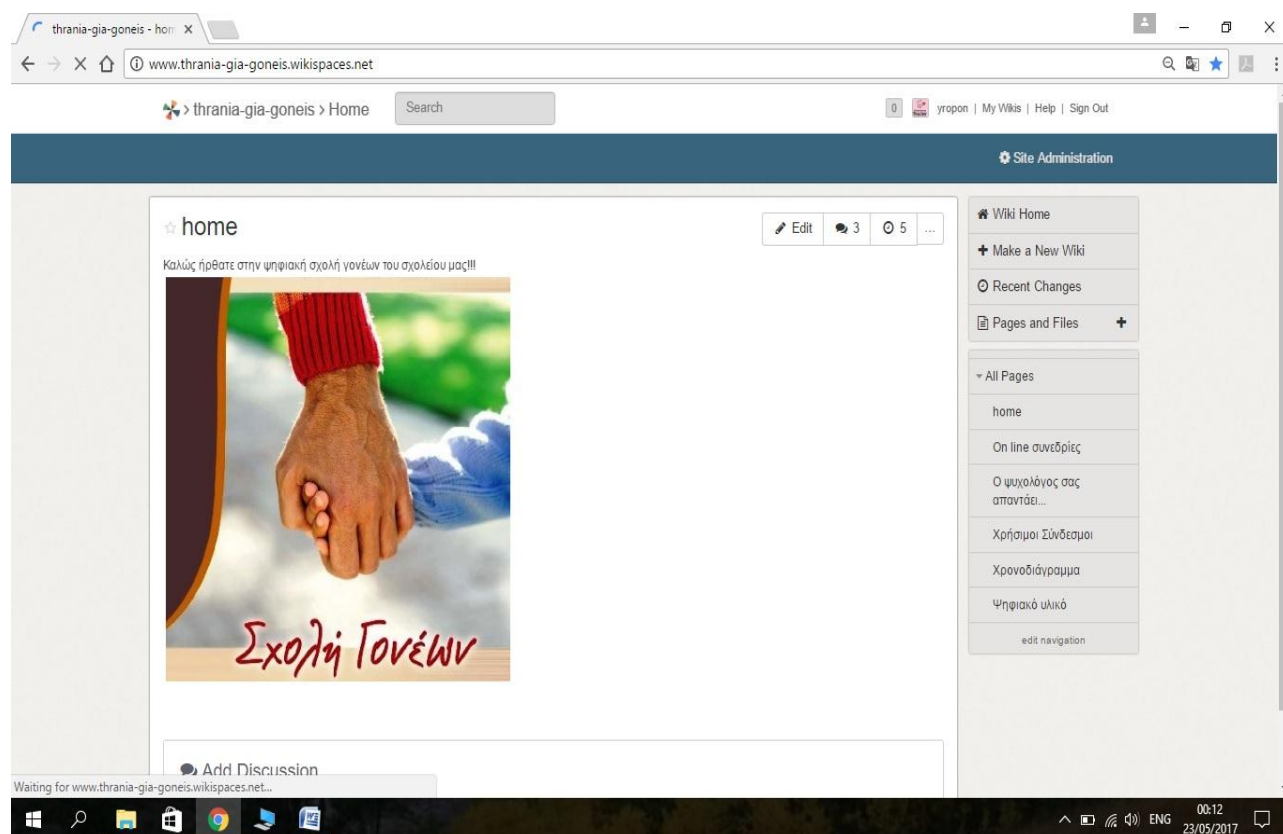 thrania-gia-goneis - hom
www.thrania-gia-goneis.wikispaces.net
> thrania-gia-goneis > Home
Search
0 yropon | My Wikis | Help | Sign Out
Site Administration
home
Edit 3 5 ...
Καλώς ήρθατε στην ψηφιακή σχολή γονέων του σχολείου μας!!!
Σχολή Γονέων
Add Discussion
Wiki Home
Make a New Wiki
Recent Changes
Pages and Files
All Pages
home
On line συνεδρίες
Ο ψυχολόγος σας
απαντάει...
Χρήσιμοι Σύνδεσμοι
Χρονοδιάγραμμα
Ψηφιακό υλικό
edit navigation
Waiting for www.thrania-gia-goneis.wikispaces.net...
ENG
00:12
23/05/2017